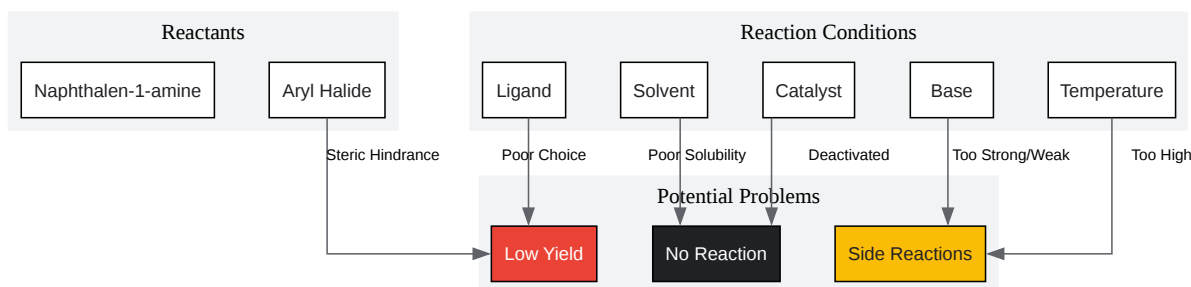 Reactants
Reaction Conditions
Naphthalen-1-amine
Aryl Halide
Ligand
Solvent
Catalyst
Base
Temperature
Steric Hindrance
Poor Choice
Poor Solubility
Deactivated
Too Strong/Weak
Too High
Potential Problems
Low Yield
No Reaction
Side Reactions